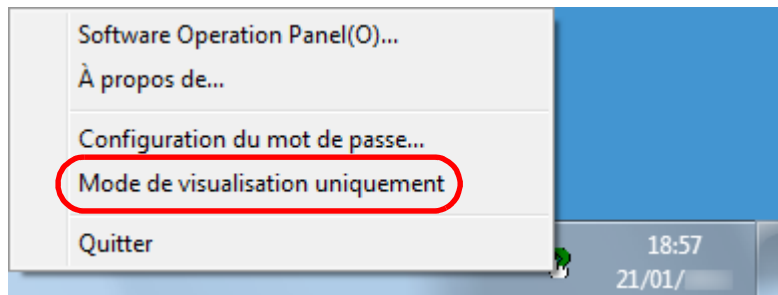 Software Operation Panel(O)...
À propos de...
Configuration du mot de passe...
Mode de visualisation uniquement
Quitter
18:57
21/01/